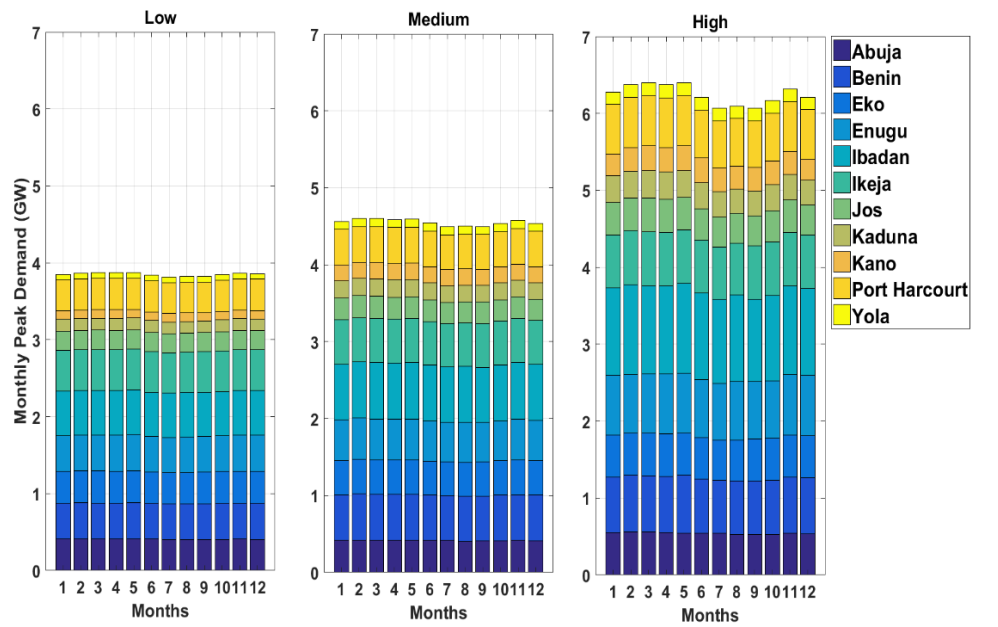 Low
Medium
High
Monthly Peak Demand (GW)
7
6
5
4
3
2
1
0
1 2 3 4 5 6 7 8 9 10 11 12
Months
7
6
5
4
3
2
1
0
1 2 3 4 5 6 7 8 9 10 11 12
Months
7
6
5
4
3
2
1
0
1 2 3 4 5 6 7 8 9 10 11 12
Months
Abuja
Benin
Eko
Enugu
Ibadan
Ikeja
Jos
Kaduna
Kano
Port Harcourt
Yola